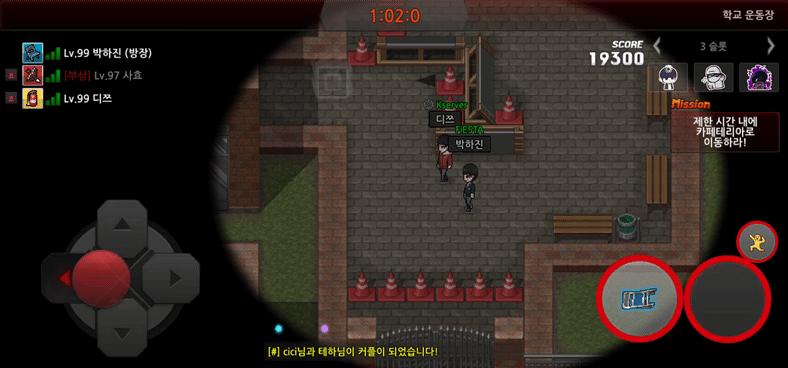 1:02:0
학교 운동장
Lv.99 박하진 (방장)
[부상] Lv.97 사효
Lv.99 디쯔
SCORE
19300
3 슬롯
Mission
제한 시간 내에
카페테리아로
이동하라!
Kserver
디쯔
FIESTA
박하진
[#] cici님과 테하님이 커플이 되었습니다!